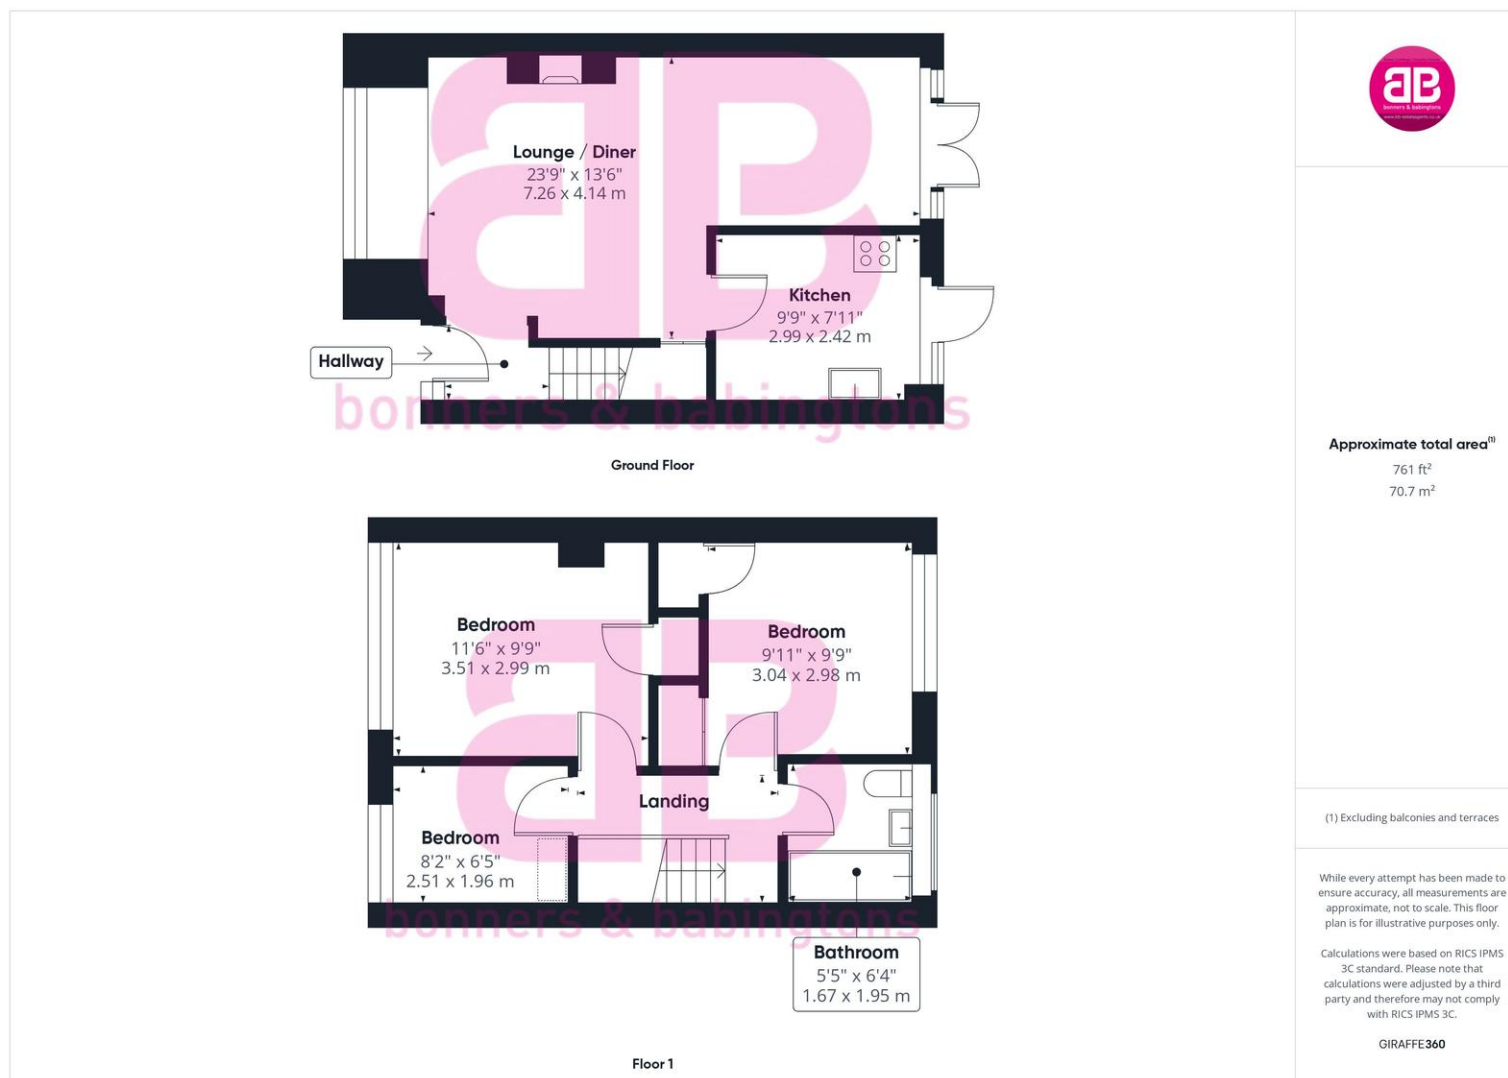 Lounge / Diner
23'9" x 13'6"
7.26 x 4.14 m
Kitchen
9'9" x 7'11"
2.99 x 2.42 m
Hallway
bonners & babingtons
Ground Floor
Bedroom
11'6" x 9'9"
3.51 x 2.99 m
Bedroom
9'11" x 9'9"
3.04 x 2.98 m
Landing
Bedroom
8'2" x 6'5"
2.51 x 1.96 m
bonners & babingtons
Bathroom
5'5" x 6'4"
1.67 x 1.95 m
Floor 1
bonners & babingtons
Approximate total area(1)
761 ft²
70.7 m²
(1) Excluding balconies and terraces
While every attempt has been made to
ensure accuracy, all measurements are
approximate, not to scale. This floor
plan is for illustrative purposes only.
Calculations were based on RICS IPMS
3C standard. Please note that
calculations were adjusted by a third
party and therefore may not comply
with RICS IPMS 3C.
GIRAFFE360